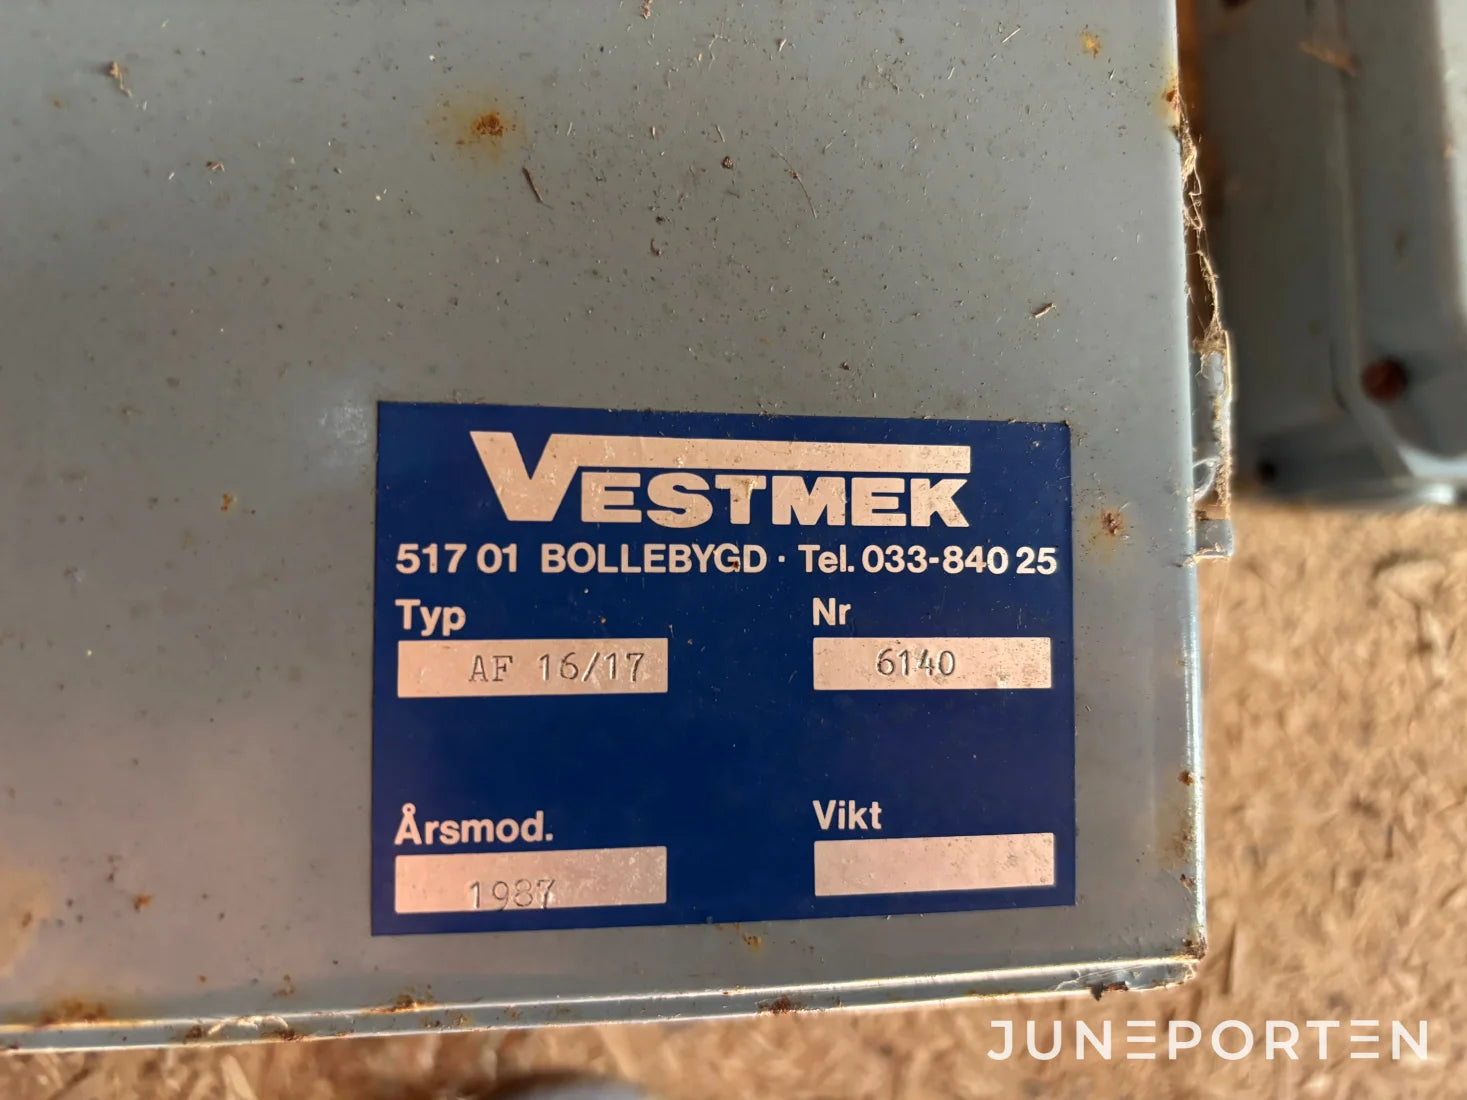 VESTMEK
517 01 BOLLEBYGD · Tel. 033-840 25
Typ Nr
AF 16/17 6140
Årsmod. Vikt
1987
JUNEPORTEN